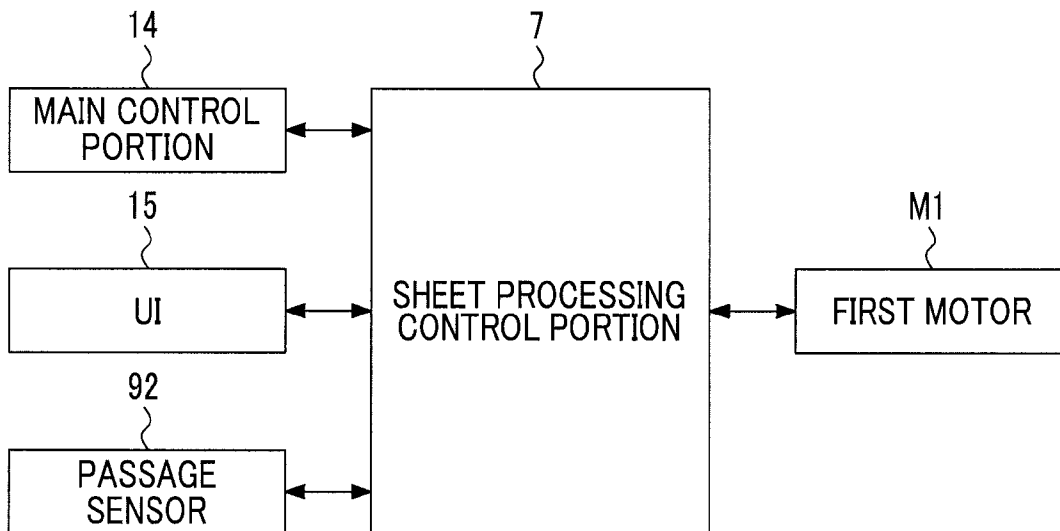 14
MAIN CONTROL
PORTION
15
UI
92
PASSAGE
SENSOR
7
SHEET PROCESSING
CONTROL PORTION
M1
FIRST MOTOR